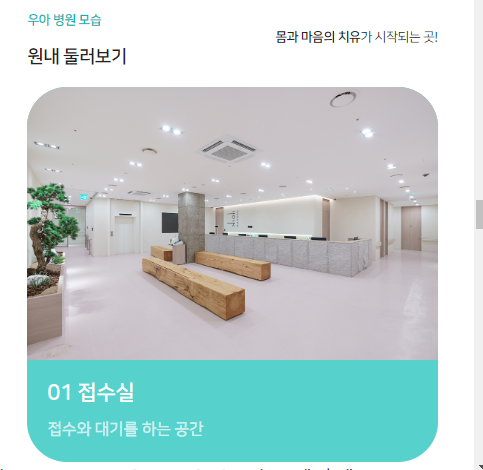 우아 병원 모습
몸과 마음의 치유가 시작되는 곳!
원내 둘러보기
01 접수실
접수와 대기를 하는 공간